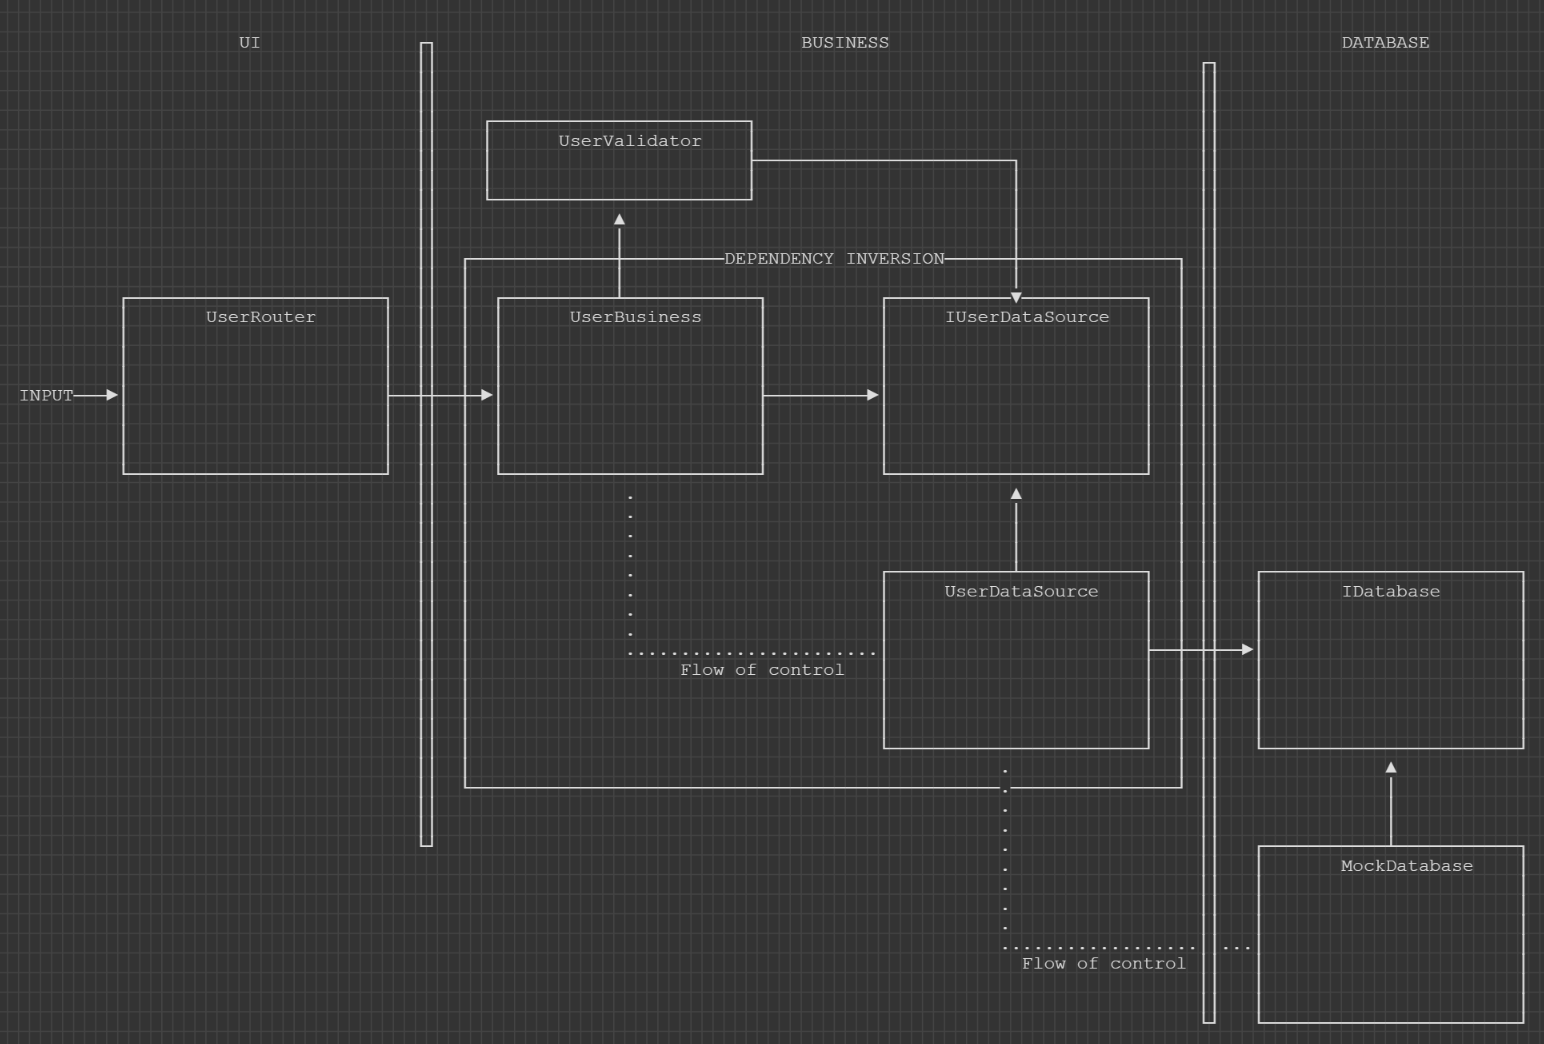 UI
BUSINESS
DATABASE
UserValidator
DEPENDENCY INVERSION
UserRouter
UserBusiness
IUserDataSource
INPUT
UserDataSource
IDatabase
Flow of control
MockDatabase
Flow of control